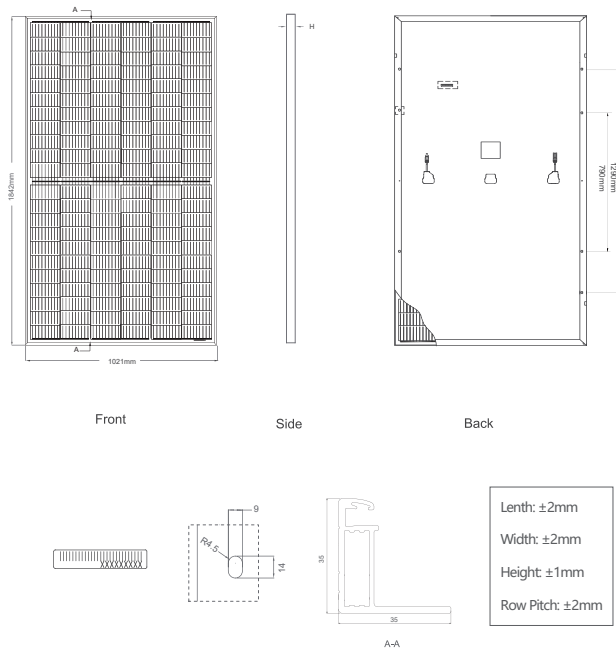 A
H
1842mm
1290mm
790mm
A
1021mm
Front
Side
Back
9
R4.5
14
35
35
A-A
Lenth: ±2mm
Width: ±2mm
Height: ±1mm
Row Pitch: ±2mm